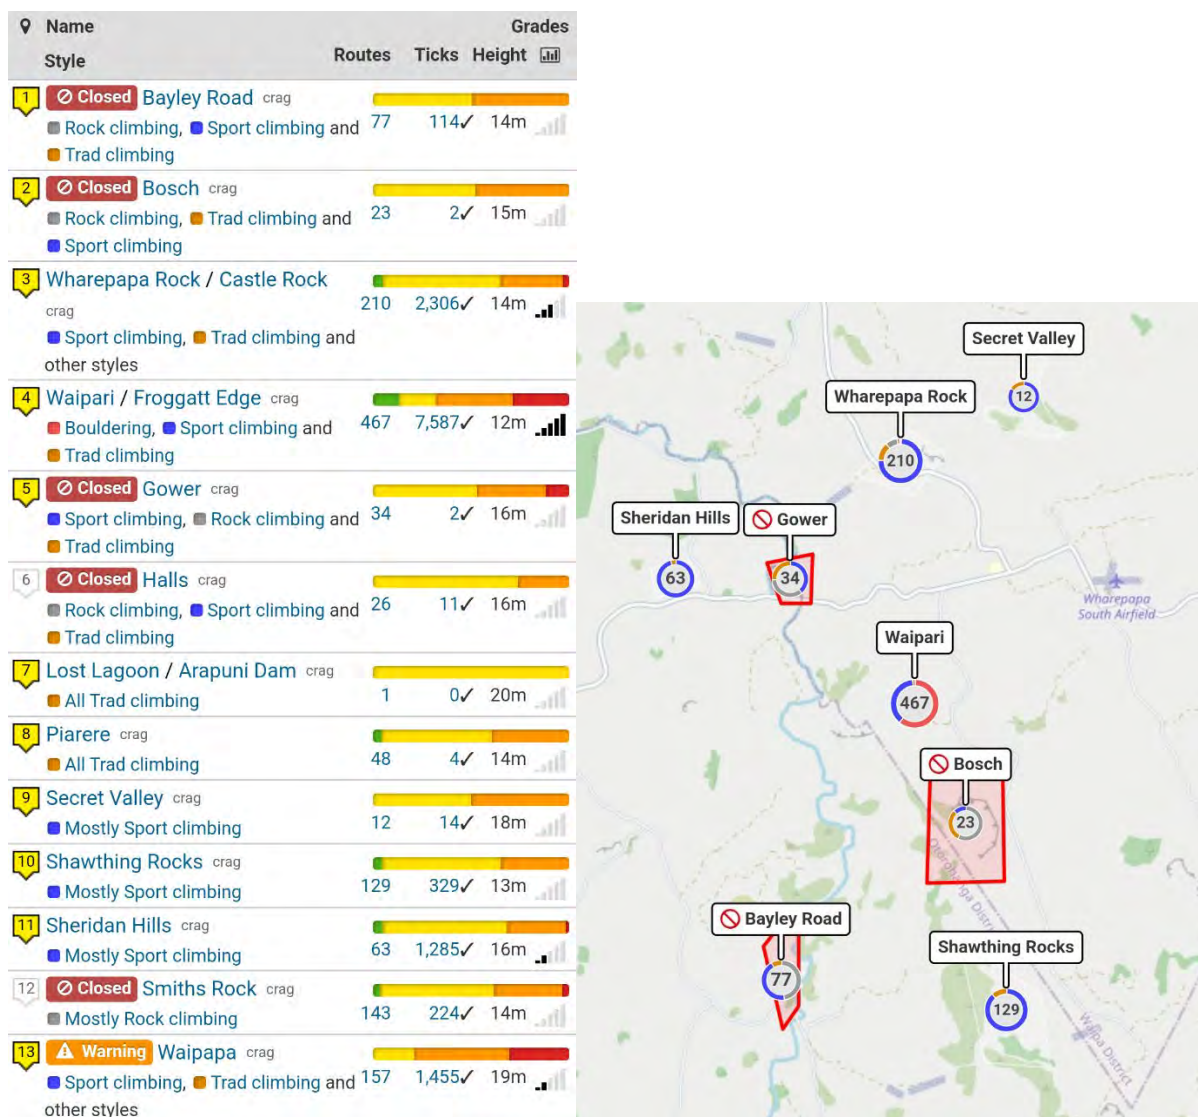 Name Grades
Style Routes Ticks Height
1 Closed Bayley Road crag
Rock climbing, Sport climbing and 77 114✓ 14m
Trad climbing
2 Closed Bosch crag
Rock climbing, Trad climbing and 23 2✓ 15m
Sport climbing
3 Wharepapa Rock / Castle Rock
crag 210 2,306✓ 14m
Sport climbing, Trad climbing and
other styles
4 Waipari / Froggatt Edge crag
Bouldering, Sport climbing and 467 7,587✓ 12m
Trad climbing
5 Closed Gower crag
Sport climbing, Rock climbing and 34 2✓ 16m
Trad climbing
6 Closed Halls crag
Rock climbing, Sport climbing and 26 11✓ 16m
Trad climbing
7 Lost Lagoon / Arapuni Dam crag
All Trad climbing 1 0✓ 20m
8 Piarere crag
All Trad climbing 48 4✓ 14m
9 Secret Valley crag
Mostly Sport climbing 12 14✓ 18m
10 Shawthing Rocks crag
Mostly Sport climbing 129 329✓ 13m
11 Sheridan Hills crag
Mostly Sport climbing 63 1,285✓ 16m
12 Closed Smiths Rock crag
Mostly Rock climbing 143 224✓ 14m
13 Warning Waipapa crag
Sport climbing, Trad climbing and 157 1,455✓ 19m
other styles
Secret Valley
12
Wharepapa Rock
210
Sheridan Hills
63
Gower
34
Wharepapa
South Airfield
Waipari
467
Bosch
23
Otorohanga District
Bayley Road
77
Shawthing Rocks
129
Waipa District